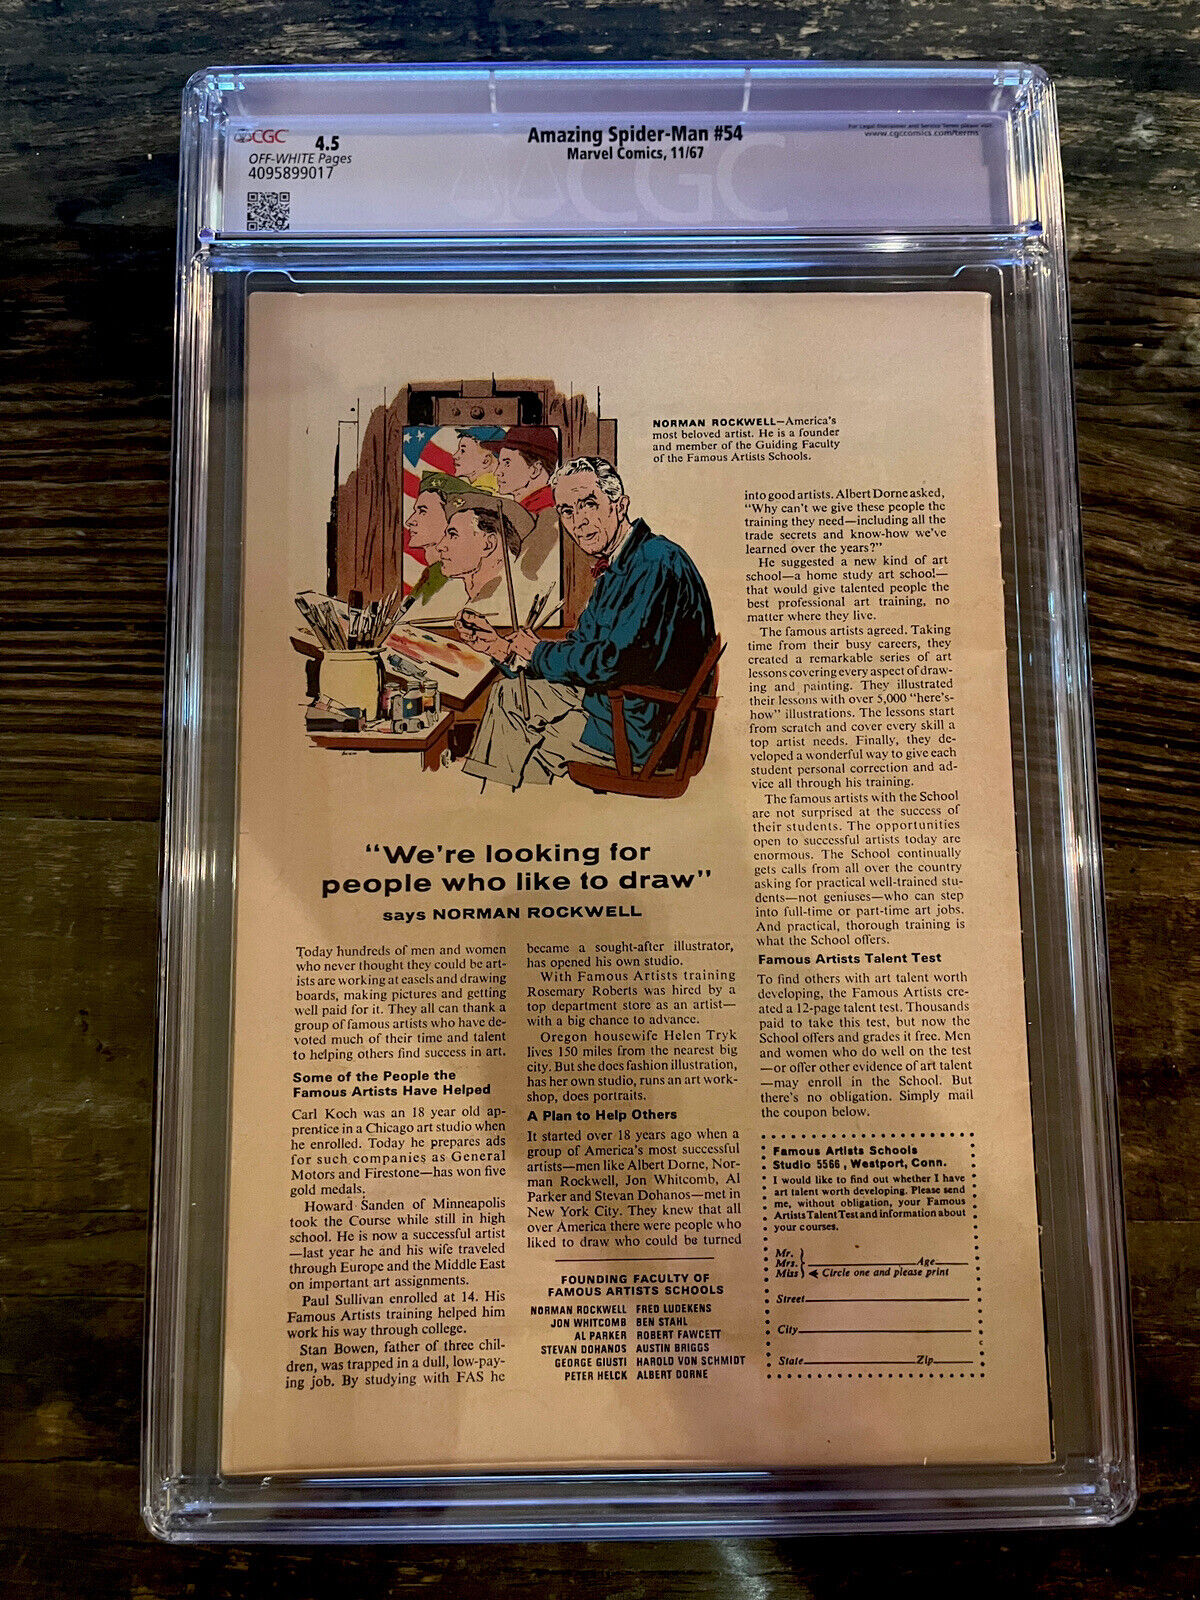 CGC
4.5
OFF-WHITE Pages
4095899017
Amazing Spider-Man #54
Marvel Comics, 11/67
www.cgccomics.com/terms
CGC
NORMAN ROCKWELL—America's
most beloved artist. He is a founder
and member of the Guiding Faculty
of the Famous Artists Schools.
"We're looking for
people who like to draw"
says NORMAN ROCKWELL
Today hundreds of men and women
who never thought they could be art-
ists are working at easels and drawing
boards, making pictures and getting
well paid for it. They all can thank a
group of famous artists who have de-
voted much of their time and talent
to helping others find success in art.
Some of the People the
Famous Artists Have Helped
Carl Koch was an 18 year old ap-
prentice in a Chicago art studio when
he enrolled. Today he prepares ads
for such companies as General
Motors and Firestone—has won five
gold medals.
Howard Sanden of Minneapolis
took the Course while still in high
school. He is now a successful artist
—last year he and his wife traveled
through Europe and the Middle East
on important art assignments.
Paul Sullivan enrolled at 14. His
Famous Artists training helped him
work his way through college.
Stan Bowen, father of three chil-
dren, was trapped in a dull, low-pay-
ing job. By studying with FAS he
became a sought-after illustrator,
has opened his own studio.
With Famous Artists training
Rosemary Roberts was hired by a
top department store as an artist—
with a big chance to advance.
Oregon housewife Helen Tryk
lives 150 miles from the nearest big
city. But she does fashion illustration,
has her own studio, runs an art work-
shop, does portraits.
A Plan to Help Others
It started over 18 years ago when a
group of America's most successful
artists—men like Albert Dorne, Nor-
man Rockwell, Jon Whitcomb, Al
Parker and Stevan Dohanos—met in
New York City. They knew that all
over America there were people who
liked to draw who could be turned
into good artists. Albert Dorne asked,
"Why can't we give these people the
training they need—including all the
trade secrets and know-how we've
learned over the years?"
He suggested a new kind of art
school—a home study art school—
that would give talented people the
best professional art training, no
matter where they live.
The famous artists agreed. Taking
time from their busy careers, they
created a remarkable series of art
lessons covering every aspect of draw-
ing and painting. They illustrated
their lessons with over 5,000 "here's-
how" illustrations. The lessons start
from scratch and cover every skill a
top artist needs. Finally, they de-
veloped a wonderful way to give each
student personal correction and ad-
vice all through his training.
The famous artists with the School
are not surprised at the success of
their students. The opportunities
open to successful artists today are
enormous. The School continually
gets calls from all over the country
asking for practical well-trained stu-
dents—not geniuses—who can step
into full-time or part-time art jobs.
And practical, thorough training is
what the School offers.
Famous Artists Talent Test
To find others with art talent worth
developing, the Famous Artists cre-
ated a 12-page talent test. Thousands
paid to take this test, but now the
School offers and grades it free. Men
and women who do well on the test
—or offer other evidence of art talent
—may enroll in the School. But
there's no obligation. Simply mail
the coupon below.
FOUNDING FACULTY OF
FAMOUS ARTISTS SCHOOLS
NORMAN ROCKWELL FRED LUDEKENS
JON WHITCOMB BEN STAHL
AL PARKER ROBERT FAWCETT
STEVAN DOHANOS AUSTIN BRIGGS
GEORGE GIUSTI HAROLD VON SCHMIDT
PETER HELCK ALBERT DORNE
Famous Artists Schools
Studio 5566, Westport, Conn.
I would like to find out whether I have
art talent worth developing. Please send
me, without obligation, your Famous
Artists Talent Test and information about
your courses.
Mr.
Mrs. Age
Miss Circle one and please print
Street
City
State Zip